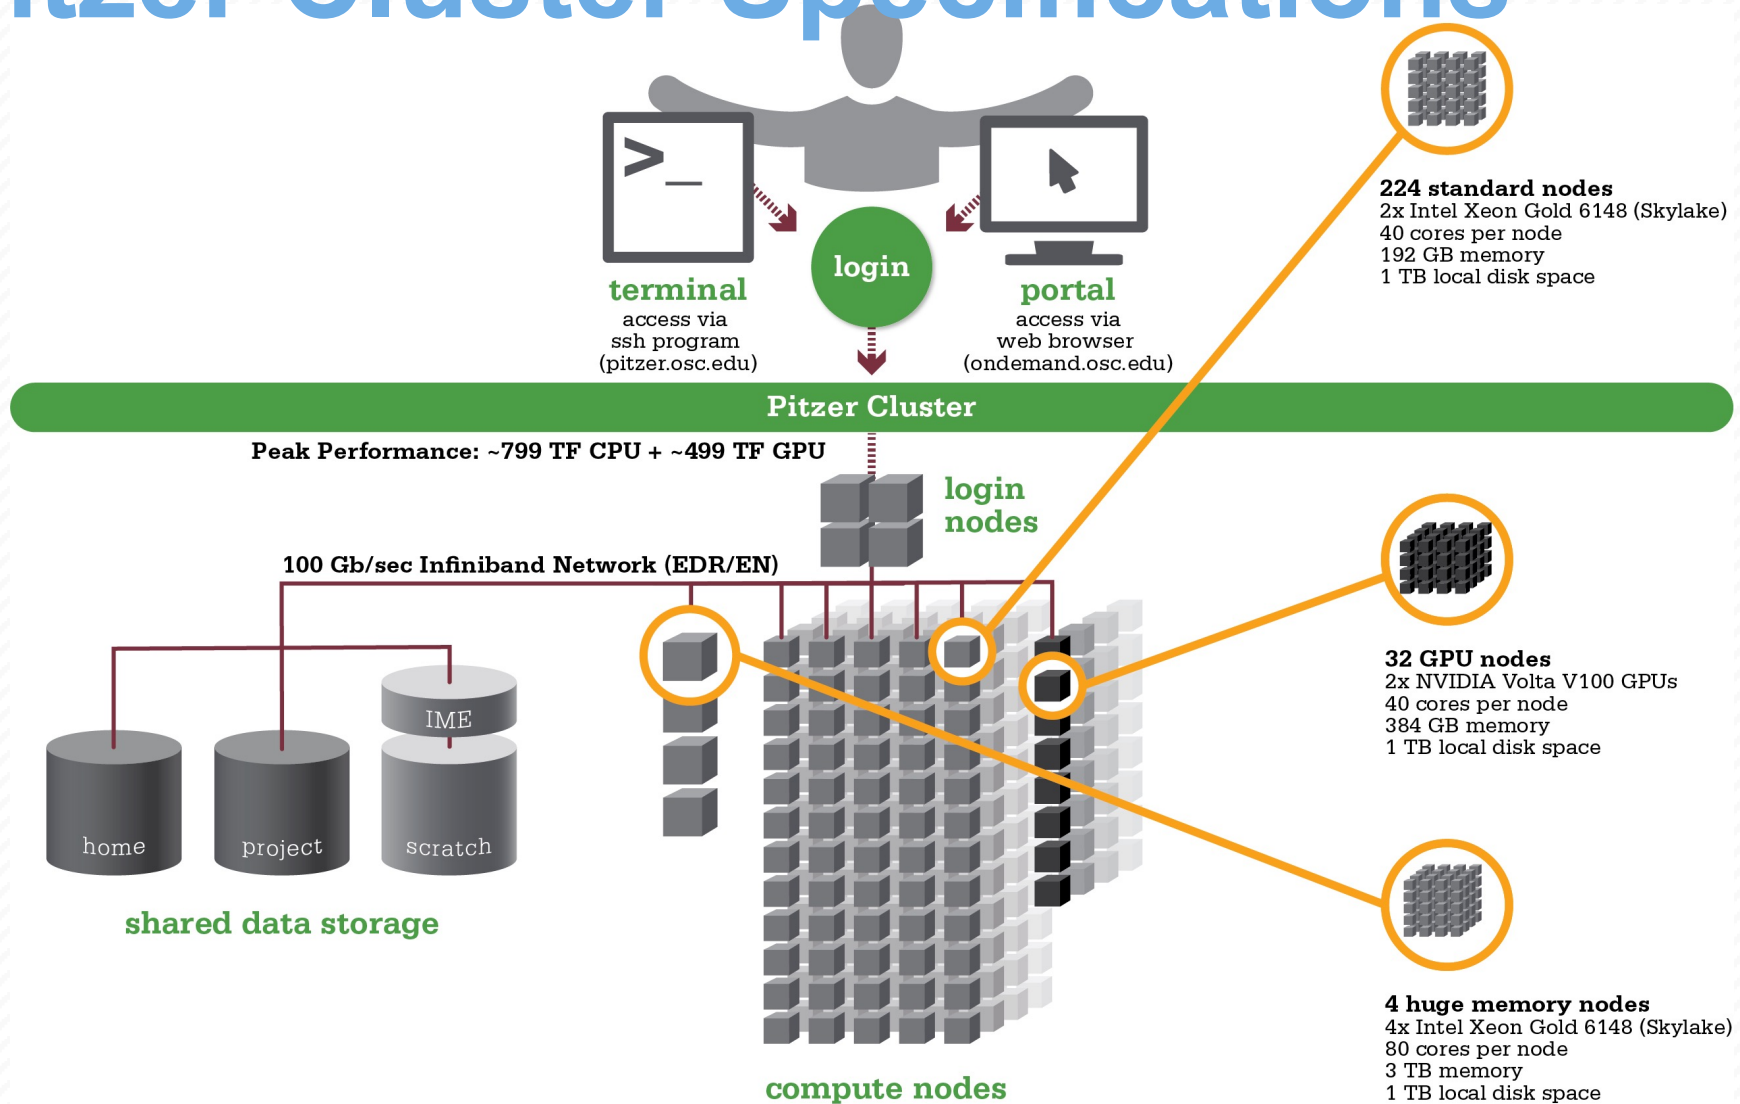 itzer Cluster Specifications
>_
login
terminal
access via
ssh program
(pitzer.osc.edu)
portal
access via
web browser
(ondemand.osc.edu)
224 standard nodes
2x Intel Xeon Gold 6148 (Skylake)
40 cores per node
192 GB memory
1 TB local disk space
Pitzer Cluster
Peak Performance: ~799 TF CPU + ~499 TF GPU
login
nodes
100 Gb/sec Infiniband Network (EDR/EN)
32 GPU nodes
2x NVIDIA Volta V100 GPUs
40 cores per node
384 GB memory
1 TB local disk space
IME
home
project
scratch
shared data storage
4 huge memory nodes
4x Intel Xeon Gold 6148 (Skylake)
80 cores per node
3 TB memory
1 TB local disk space
compute nodes